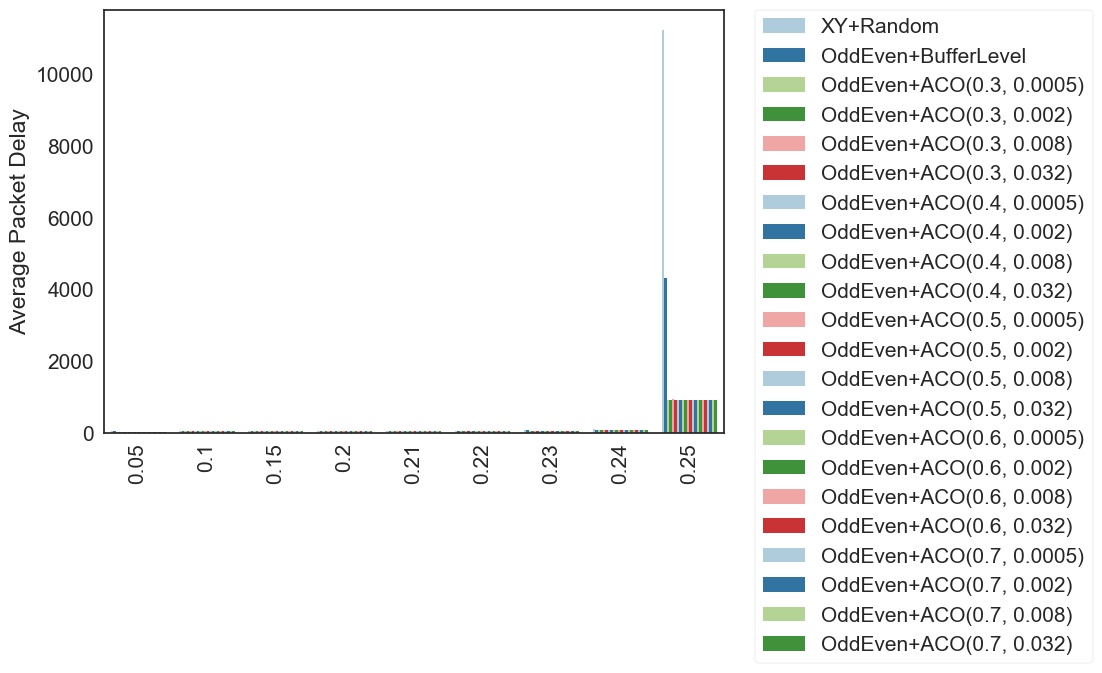 Average Packet Delay
10000
8000
6000
4000
2000
0
0.05
0.1
0.15
0.2
0.21
0.22
0.23
0.24
0.25
XY+Random
OddEven+BufferLevel
OddEven+ACO(0.3, 0.0005)
OddEven+ACO(0.3, 0.002)
OddEven+ACO(0.3, 0.008)
OddEven+ACO(0.3, 0.032)
OddEven+ACO(0.4, 0.0005)
OddEven+ACO(0.4, 0.002)
OddEven+ACO(0.4, 0.008)
OddEven+ACO(0.4, 0.032)
OddEven+ACO(0.5, 0.0005)
OddEven+ACO(0.5, 0.002)
OddEven+ACO(0.5, 0.008)
OddEven+ACO(0.5, 0.032)
OddEven+ACO(0.6, 0.0005)
OddEven+ACO(0.6, 0.002)
OddEven+ACO(0.6, 0.008)
OddEven+ACO(0.6, 0.032)
OddEven+ACO(0.7, 0.0005)
OddEven+ACO(0.7, 0.002)
OddEven+ACO(0.7, 0.008)
OddEven+ACO(0.7, 0.032)